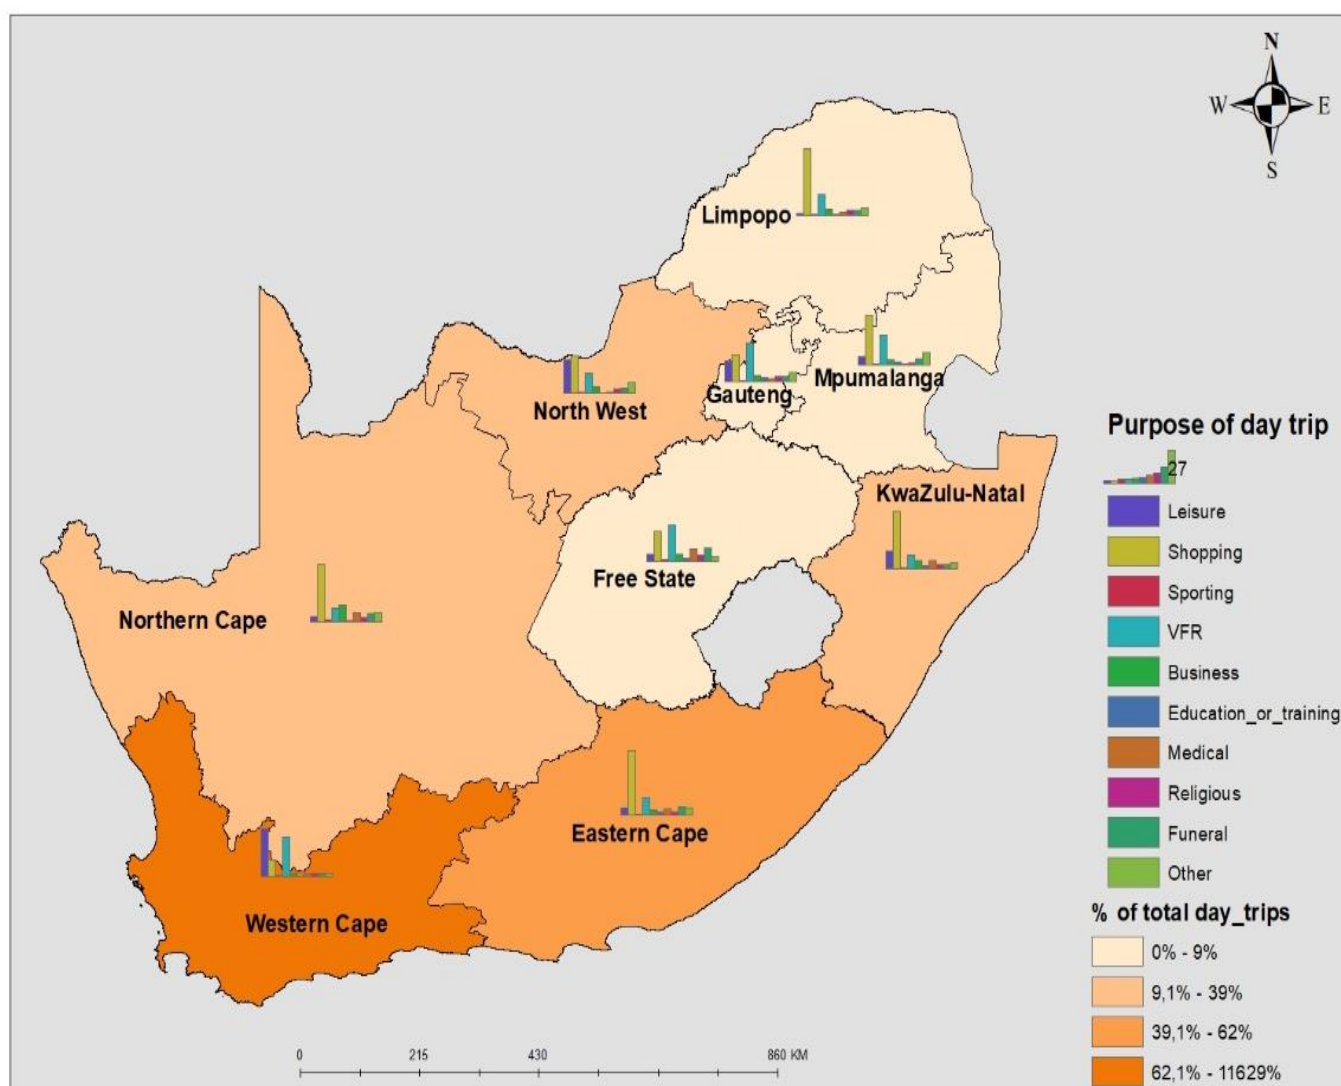 N
W
E
S
Limpopo
Mpumalanga
Gauteng
North West
KwaZulu-Natal
Free State
Northern Cape
Eastern Cape
Western Cape
Purpose of day trip
27
Leisure
Shopping
Sporting
VFR
Business
Education_or_training
Medical
Religious
Funeral
Other
% of total day_trips
0% - 9%
9,1% - 39%
39,1% - 62%
62,1% - 11629%
0 215 430 860 KM